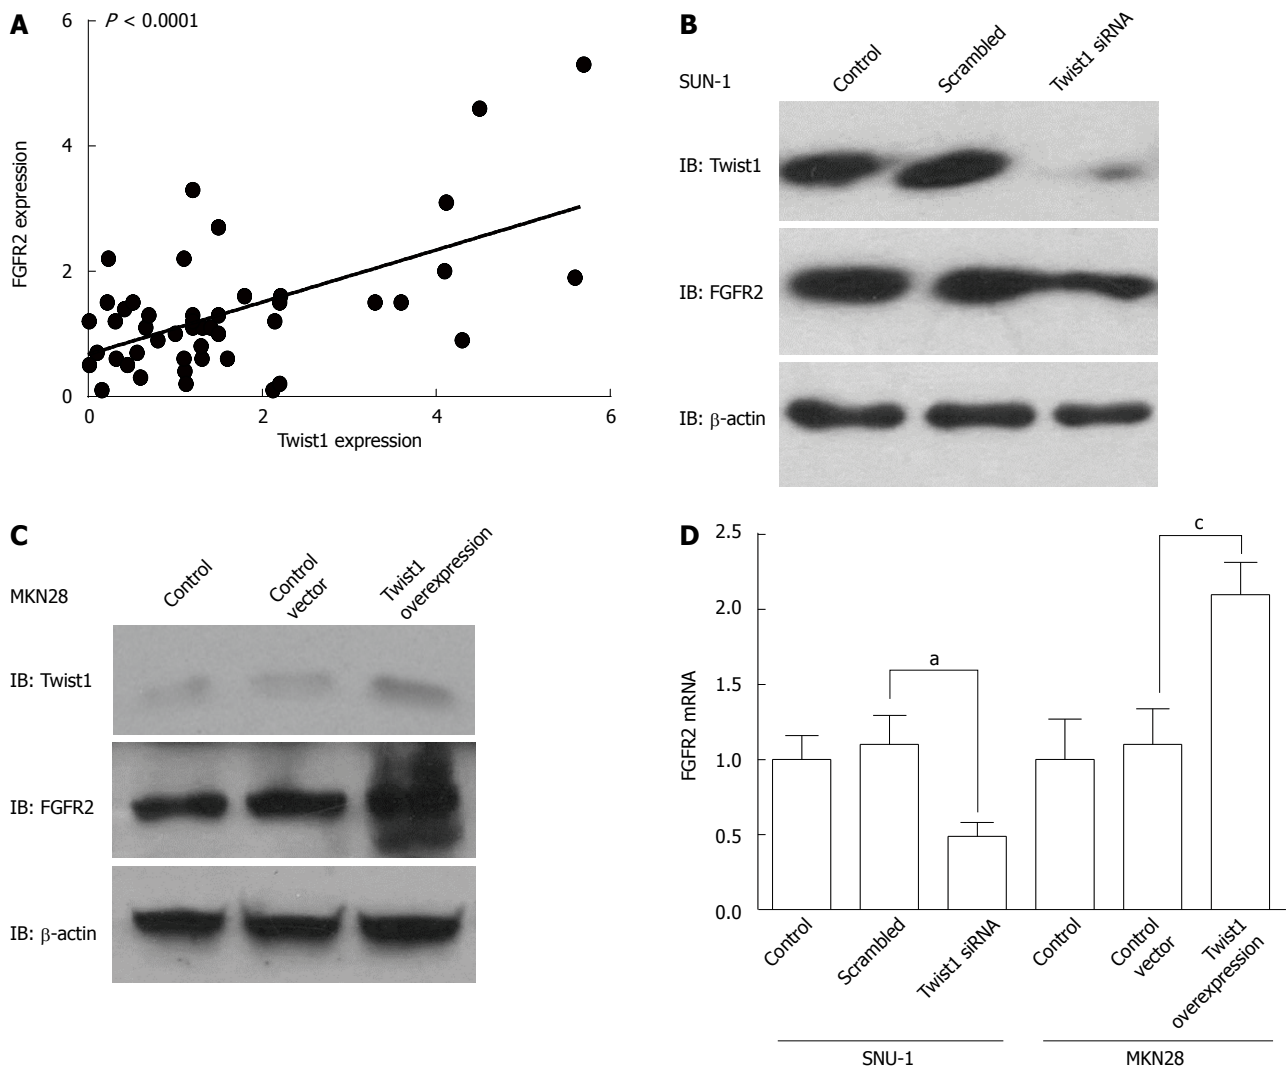 A
P < 0.0001
6
4
2
0
FGFR2 expression
0 2 4 6
Twist1 expression
B
SUN-1
Control
Scrambled
Twist1 siRNA
IB: Twist1
IB: FGFR2
IB: β-actin
C
MKN28
Control
Control
vector
Twist1
overexpression
IB: Twist1
IB: FGFR2
IB: β-actin
D
2.5
2.0
1.5
1.0
0.5
0.0
FGFR2 mRNA
a
c
Control
Scrambled
Twist1 siRNA
Control
Control
vector
Twist1
overexpression
SNU-1
MKN28